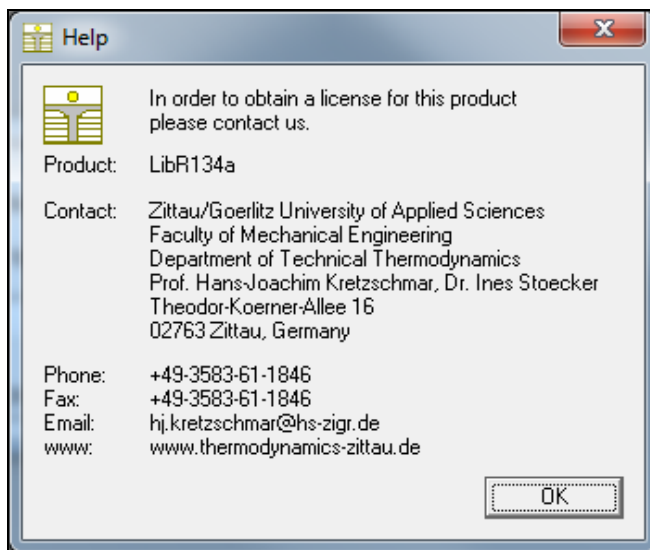 Help
In order to obtain a license for this product
please contact us.
Product: LibR134a
Contact: Zittau/Goerlitz University of Applied Sciences
Faculty of Mechanical Engineering
Department of Technical Thermodynamics
Prof. Hans-Joachim Kretzschmar, Dr. Ines Stoecker
Theodor-Koerner-Allee 16
02763 Zittau, Germany
Phone: +49-3583-61-1846
Fax: +49-3583-61-1846
Email: hj.kretzschmar@hs-zigr.de
www: www.thermodynamics-zittau.de
OK